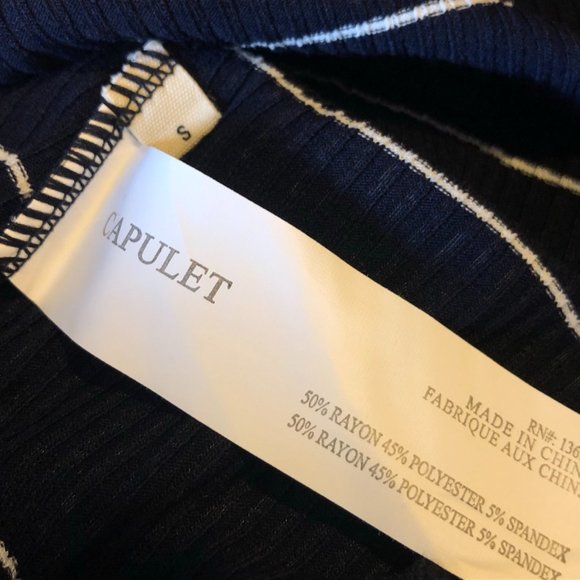 S
CAPULET
50% RAYON 45% POLYESTER 5% SPANDEX
50% RAYON 45% POLYESTER 5% SPANDEX
RN#: 136
MADE IN CHIN
FABRIQUE AUX CHIN